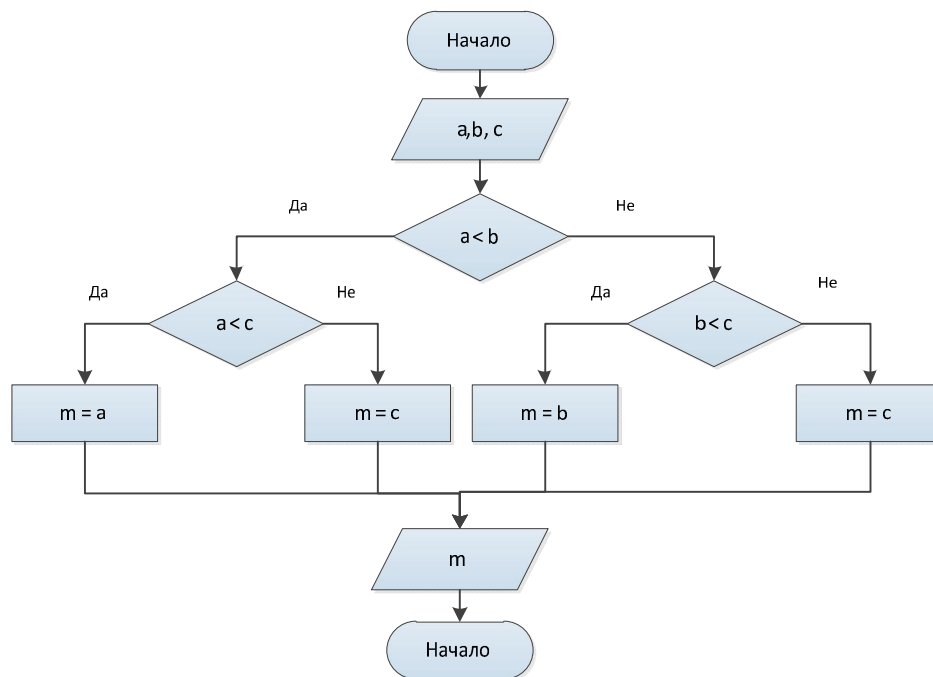 Начало
a,b, c
Да
Не
a < b
Да
Не
Да
Не
a < c
b < c
m = a
m = c
m = b
m = c
m
Начало